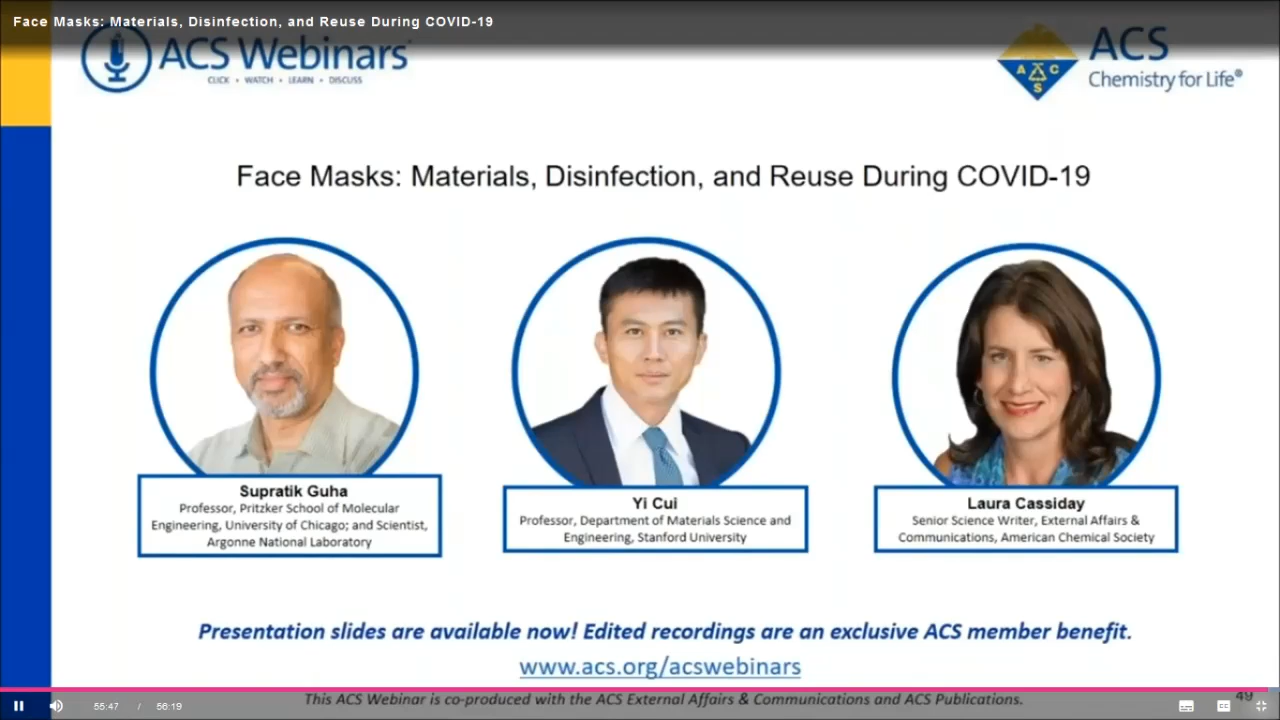 Face Masks: Materials, Disinfection, and Reuse During COVID-19
ACS Webinars
CLICK • WATCH • LEARN • DISCUSS
ACS
Chemistry for Life®
A C S
Face Masks: Materials, Disinfection, and Reuse During COVID-19
Supratik Guha
Professor, Pritzker School of Molecular
Engineering, University of Chicago; and Scientist,
Argonne National Laboratory
Yi Cui
Professor, Department of Materials Science and
Engineering, Stanford University
Laura Cassiday
Senior Science Writer, External Affairs &
Communications, American Chemical Society
Presentation slides are available now! Edited recordings are an exclusive ACS member benefit.
www.acs.org/acswebinars
This ACS Webinar is co-produced with the ACS External Affairs & Communications and ACS Publications.
49
55:47 / 56:19
CC